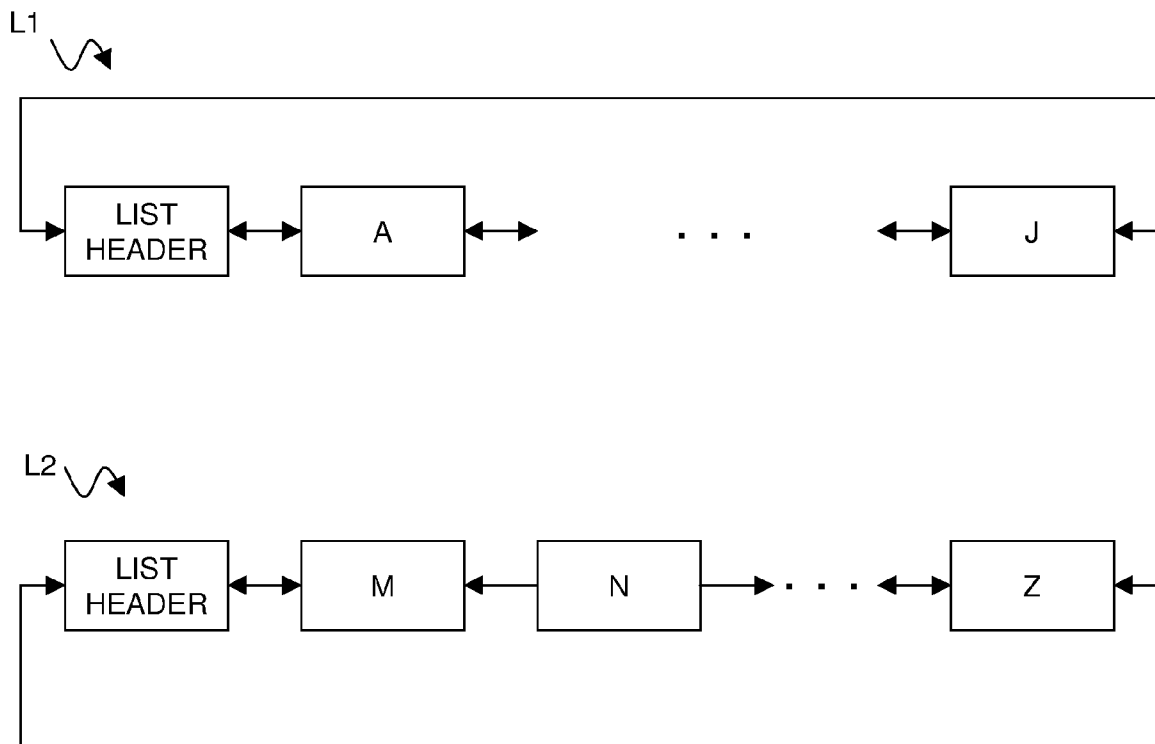 L1
LIST
HEADER
A
. . .
J
L2
LIST
HEADER
M
N
. . .
Z